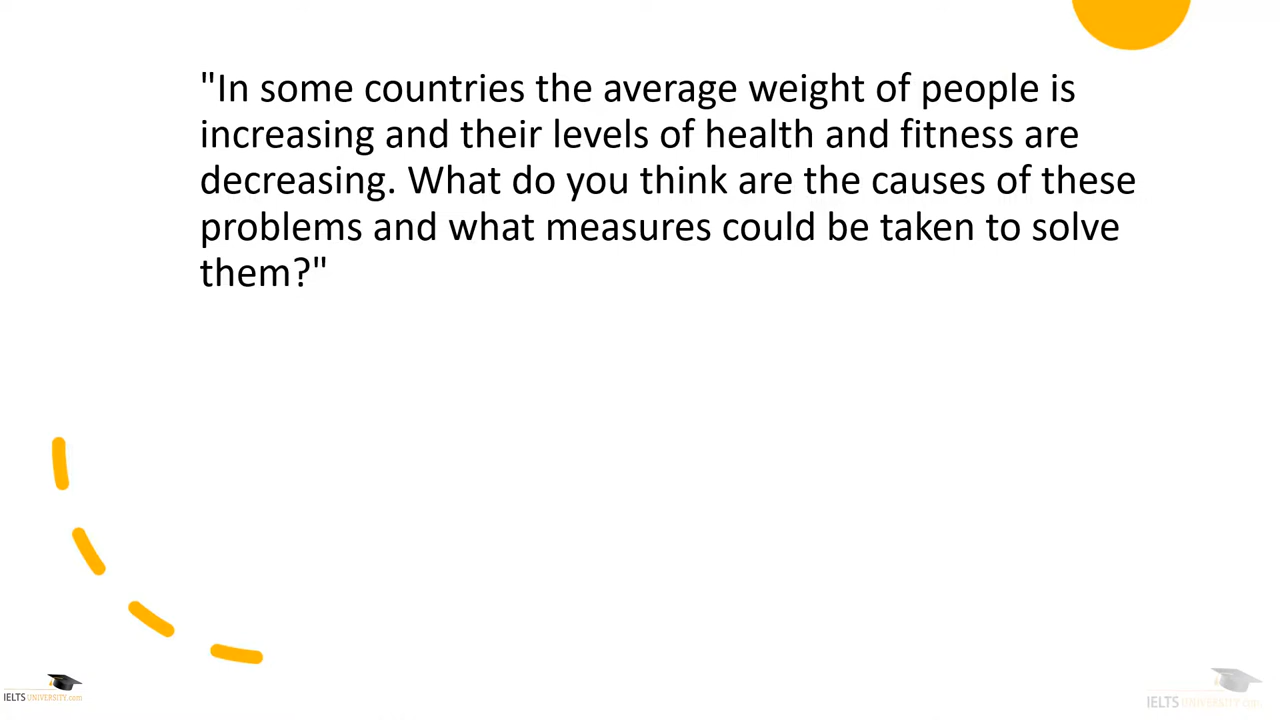 "In some countries the average weight of people is
increasing and their levels of health and fitness are
decreasing. What do you think are the causes of these
problems and what measures could be taken to solve
them?"
IELTS UNIVERSITY.com
IELTS UNIVERSITY.com